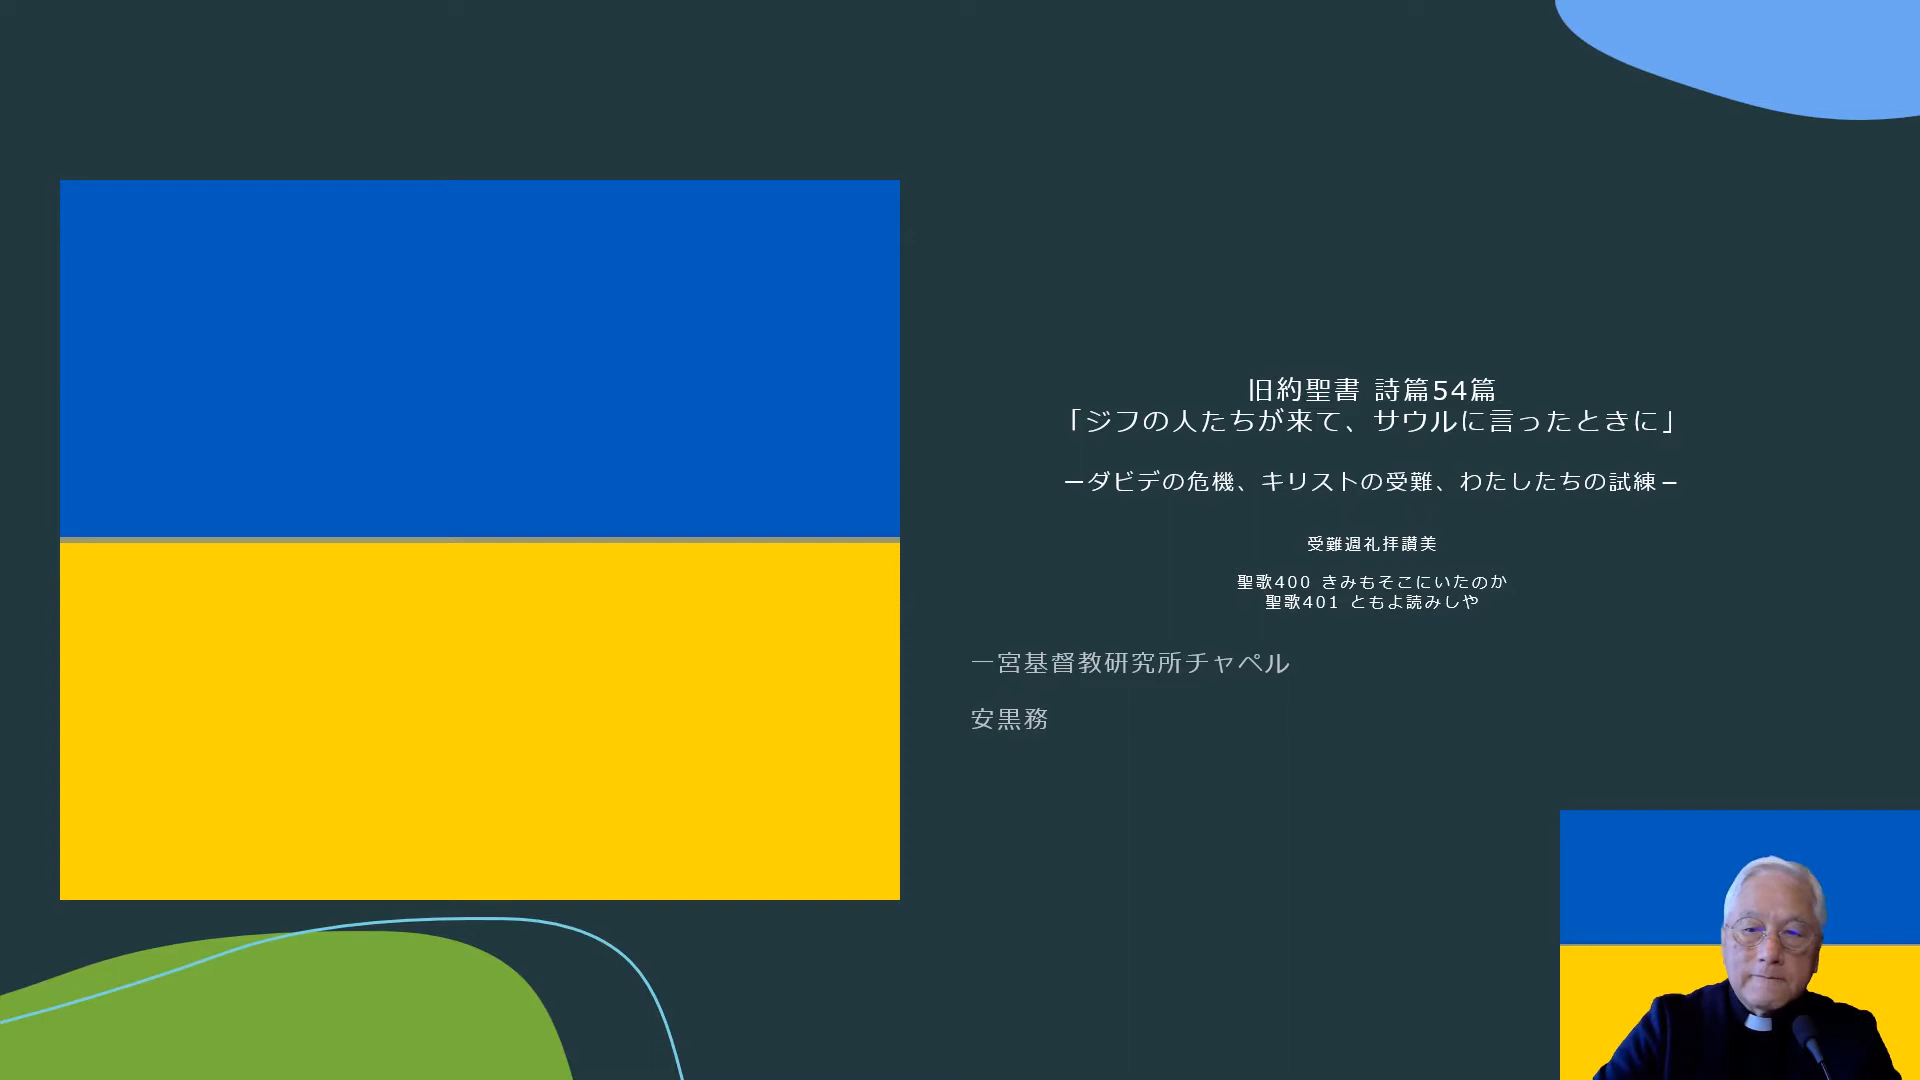 旧約聖書 詩篇54篇
「ジフの人たちが来て、サウルに言ったときに」
ーダビデの危機、キリストの受難、わたしたちの試練－
受難週礼拝讃美
聖歌400 きみもそこにいたのか
聖歌401 ともよ読みしや
一宮基督教研究所チャペル
安黒務